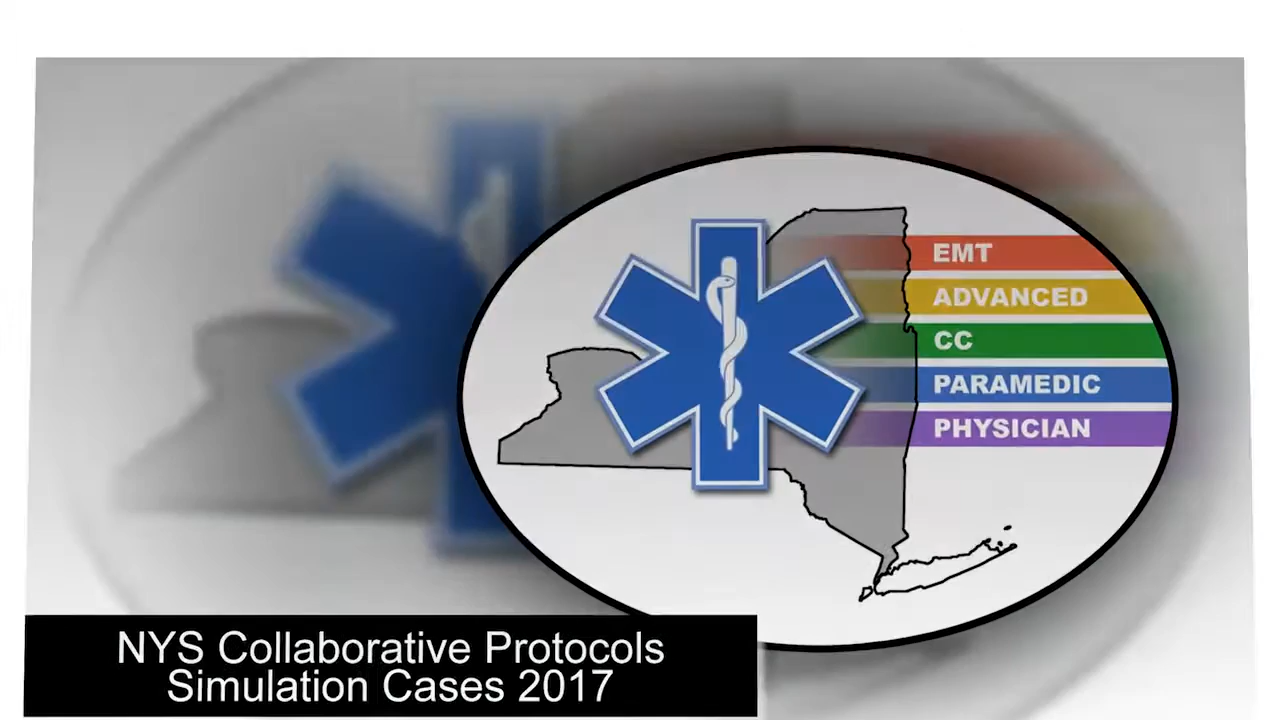 EMT
ADVANCED
CC
PARAMEDIC
PHYSICIAN
NYS Collaborative Protocols
Simulation Cases 2017